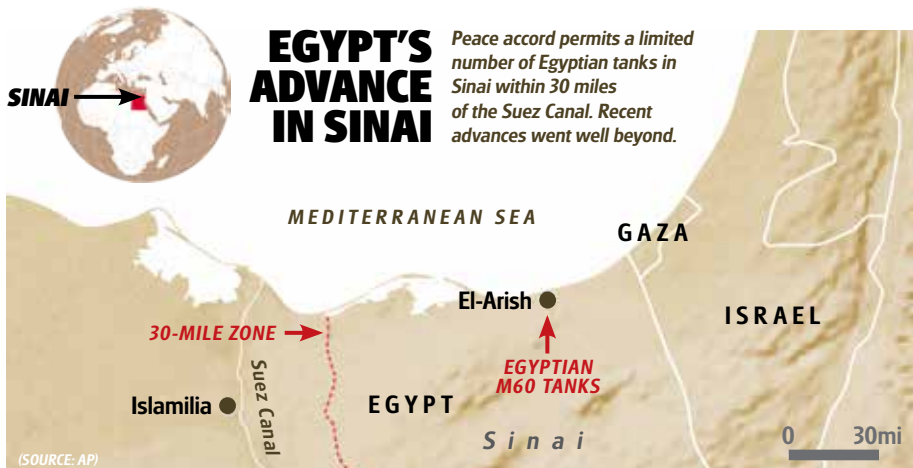 EGYPT'S
ADVANCE
IN SINAI
Peace accord permits a limited
number of Egyptian tanks in
Sinai within 30 miles
of the Suez Canal. Recent
advances went well beyond.
SINAI
MEDITERRANEAN SEA
GAZA
El-Arish
ISRAEL
30-MILE ZONE
EGYPTIAN
M60 TANKS
Suez Canal
Islamilia
EGYPT
Sinai
0 30mi
(SOURCE: AP)